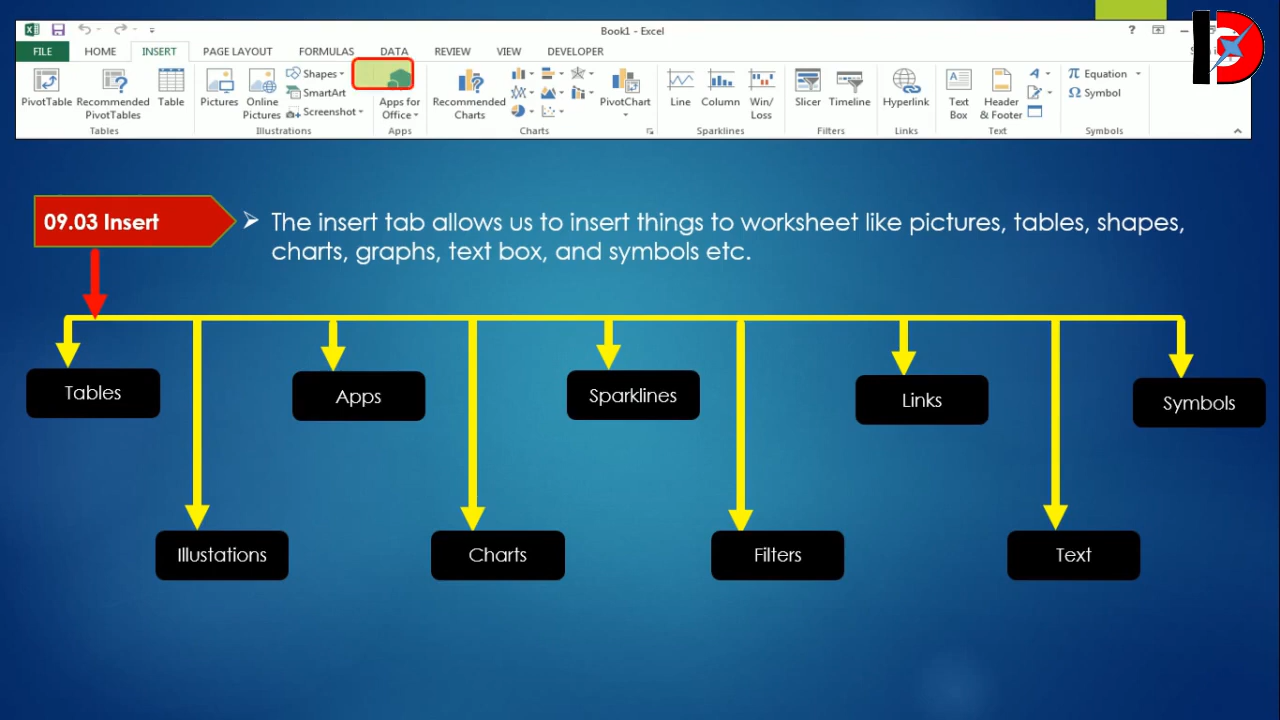 Book1 - Excel
FILE HOME INSERT PAGE LAYOUT FORMULAS DATA REVIEW VIEW DEVELOPER
PivotTable
Recommended
PivotTables
Table
Tables
Pictures
Online
Pictures
Shapes
SmartArt
Screenshot
Illustrations
Apps for
Office
Apps
Recommended
Charts
PivotChart
Charts
Line
Column
Win/
Loss
Sparklines
Slicer
Timeline
Filters
Hyperlink
Links
Text
Box
Header
& Footer
Text
Equation
Symbol
Symbols
09.03 Insert
The insert tab allows us to insert things to worksheet like pictures, tables, shapes,
charts, graphs, text box, and symbols etc.
Tables
Apps
Sparklines
Links
Symbols
Illustations
Charts
Filters
Text